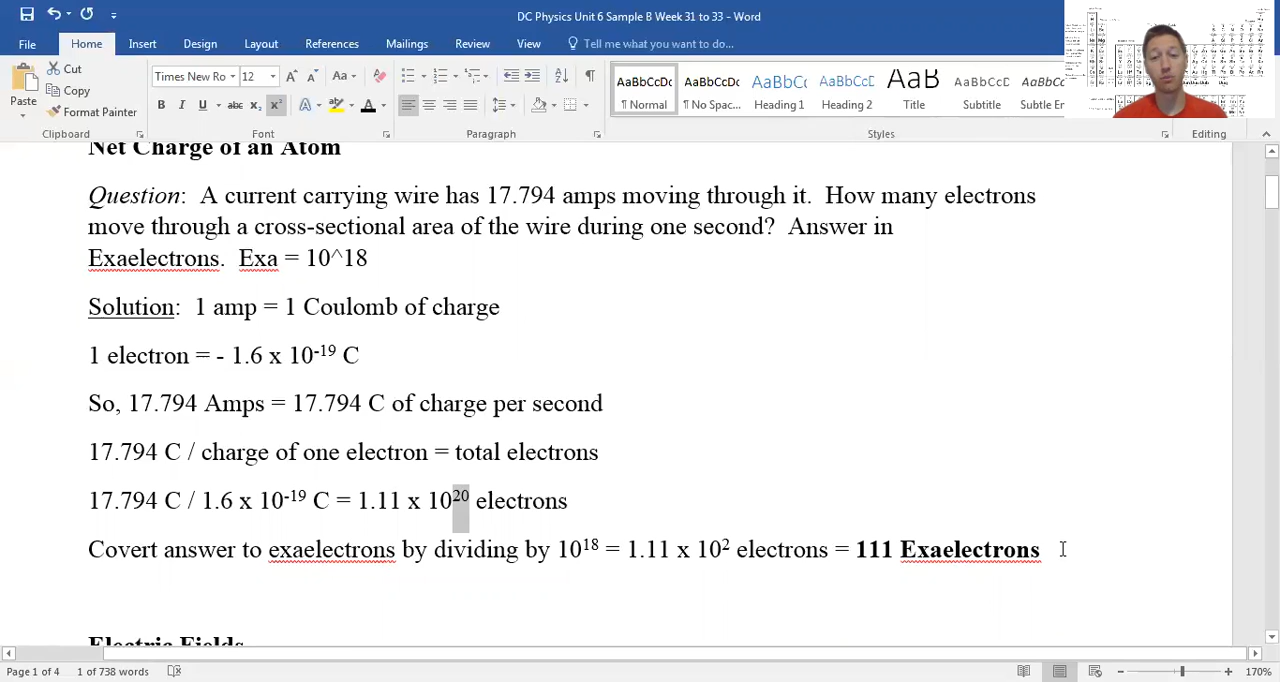 DC Physics Unit 6 Sample B Week 31 to 33 - Word
File Home Insert Design Layout References Mailings Review View Tell me what you want to do...
Cut
Copy
Format Painter
Paste
Times New Ro 12 Aa
B I U abc x₂ x² A A
AaBbCcDc AaBbCcDc AaBbC( AaBbCcD AaB AaBbCcD AaBbCcD
¶ Normal ¶ No Spac... Heading 1 Heading 2 Title Subtitle Subtle Em
Clipboard Font Paragraph Styles Editing
Net Charge of an Atom
Question: A current carrying wire has 17.794 amps moving through it. How many electrons
move through a cross-sectional area of the wire during one second? Answer in
Exaelectrons. Exa = 10^18
Solution: 1 amp = 1 Coulomb of charge
1 electron = - 1.6 x 10⁻¹⁹ C
So, 17.794 Amps = 17.794 C of charge per second
17.794 C / charge of one electron = total electrons
17.794 C / 1.6 x 10⁻¹⁹ C = 1.11 x 10²⁰ electrons
Covert answer to exaelectrons by dividing by 10¹⁸ = 1.11 x 10² electrons = 111 Exaelectrons
Electric Fields
Page 1 of 4 1 of 738 words 170%